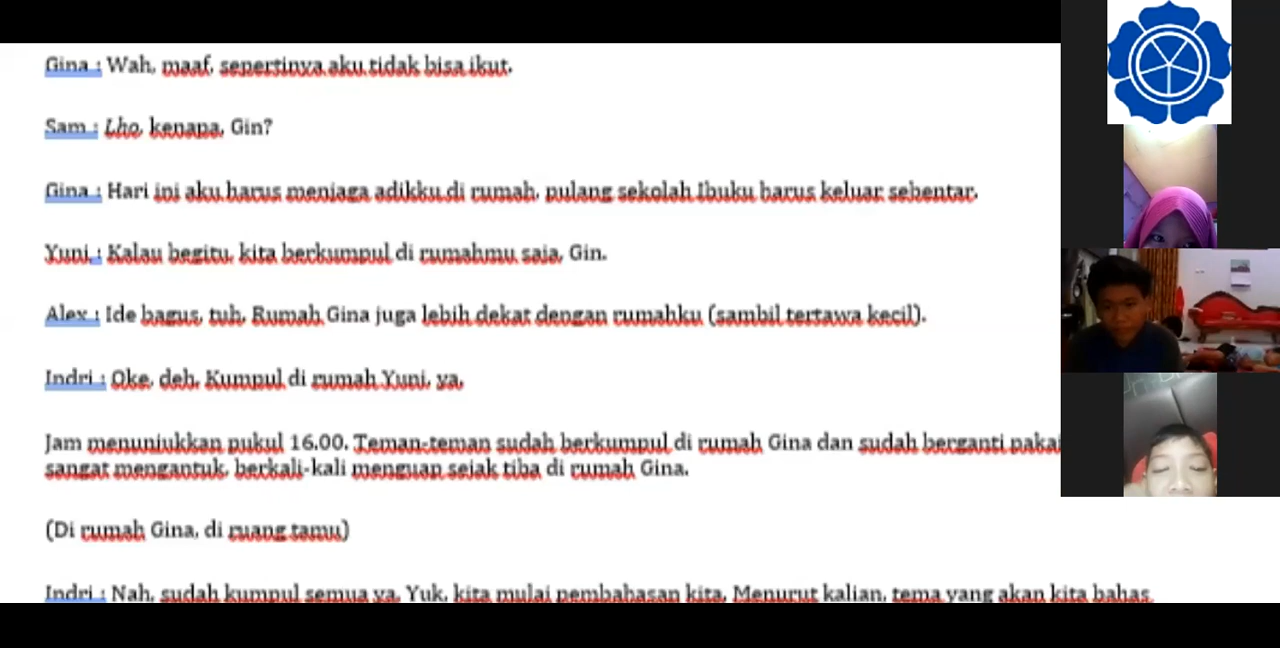 Gina : Wah, maaf, sepertinya aku tidak bisa ikut.
Sam : Lho, kenapa, Gin?
Gina : Hari ini aku harus menjaga adikku di rumah, pulang sekolah Ibuku harus keluar sebentar.
Yuni : Kalau begitu, kita berkumpul di rumahmu saja, Gin.
Alex : Ide bagus, tuh. Rumah Gina juga lebih dekat dengan rumahku (sambil tertawa kecil).
Indri : Oke, deh. Kumpul di rumah Yuni, ya.
Jam menunjukkan pukul 16.00. Teman-teman sudah berkumpul di rumah Gina dan sudah berganti pakai
sangat mengantuk, berkali-kali menguap sejak tiba di rumah Gina.
(Di rumah Gina, di ruang tamu)
Indri : Nah, sudah kumpul semua ya. Yuk, kita mulai pembahasan kita. Menurut kalian, tema yang akan kita bahas